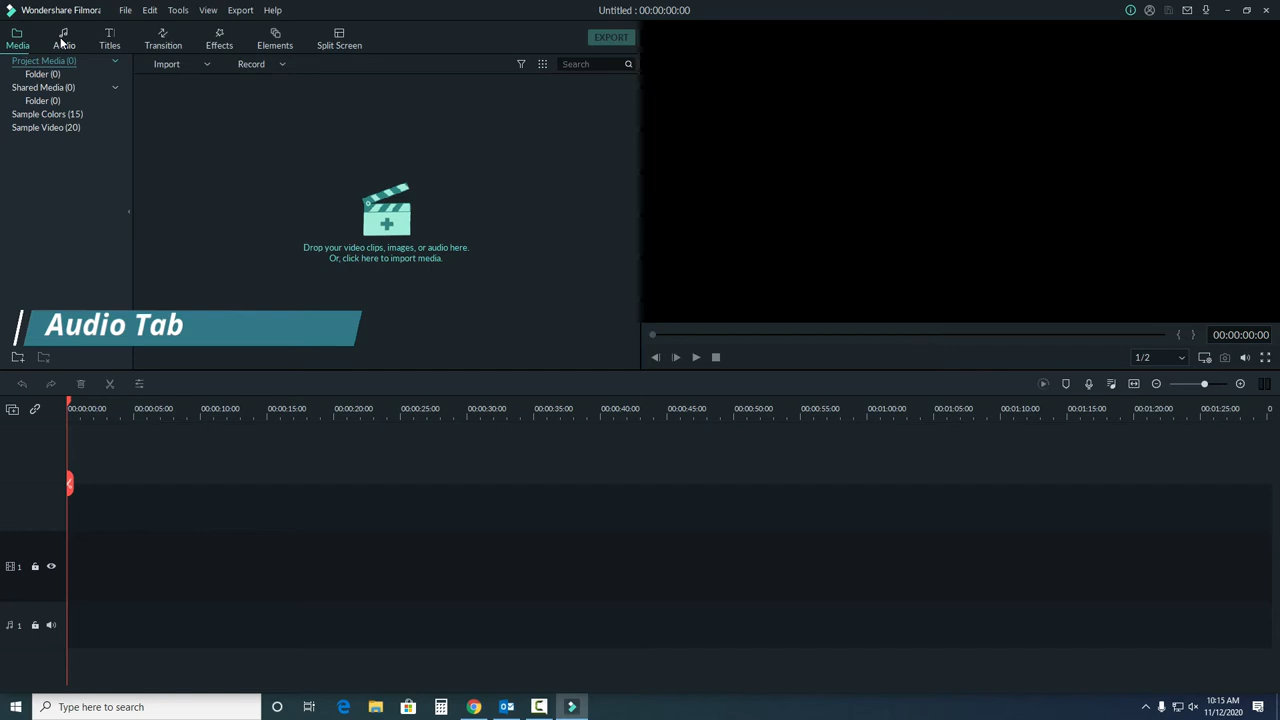 Wondershare Filmora File Edit Tools View Export Help Untitled : 00:00:00:00
Media Audio Titles Transition Effects Elements Split Screen EXPORT
Project Media (0) Import Record Search
Folder (0)
Shared Media (0)
Folder (0)
Sample Colors (15)
Sample Video (20)
Drop your video clips, images, or audio here.
Or, click here to import media.
Audio Tab
00:00:00:00
1/2
00:00:00:00 00:00:05:00 00:00:10:00 00:00:15:00 00:00:20:00 00:00:25:00 00:00:30:00 00:00:35:00 00:00:40:00 00:00:45:00 00:00:50:00 00:00:55:00 00:01:00:00 00:01:05:00 00:01:10:00 00:01:15:00 00:01:20:00 00:01:25:00 0
1
1
Type here to search 10:15 AM
11/12/2020